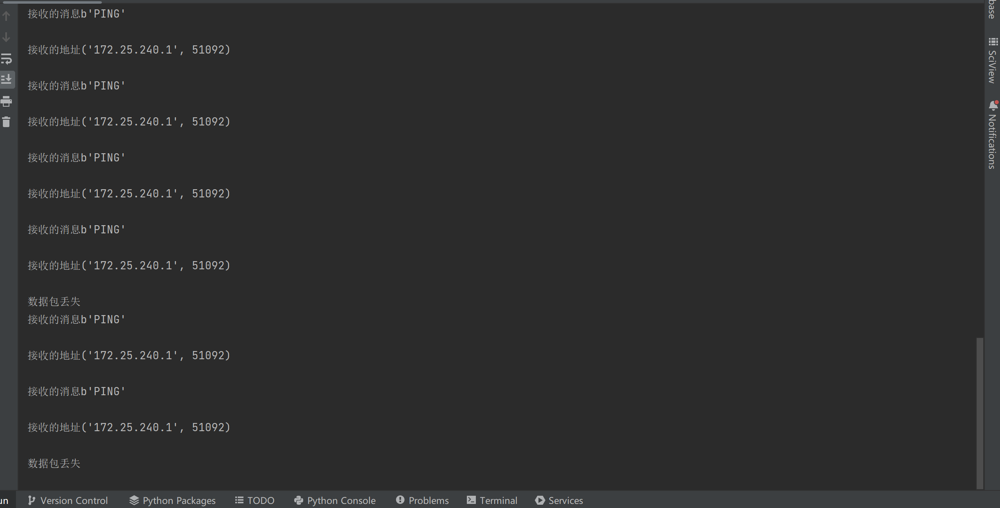 接收的消息b'PING'
接收的地址('172.25.240.1', 51092)
接收的消息b'PING'
接收的地址('172.25.240.1', 51092)
接收的消息b'PING'
接收的地址('172.25.240.1', 51092)
接收的消息b'PING'
接收的地址('172.25.240.1', 51092)
数据包丢失
接收的消息b'PING'
接收的地址('172.25.240.1', 51092)
接收的消息b'PING'
接收的地址('172.25.240.1', 51092)
数据包丢失
base
SciView
Notifications
un Version Control Python Packages TODO Python Console Problems Terminal Services